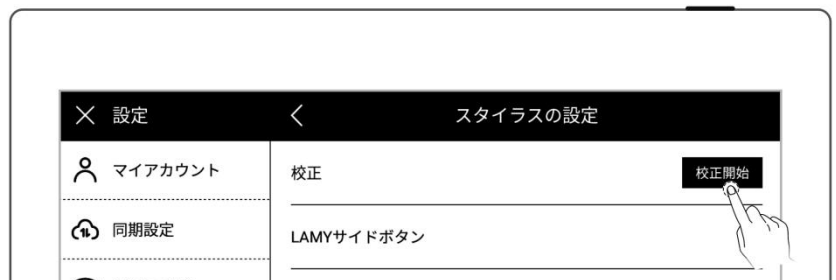 設定
スタイラスの設定
マイアカウント
校正
校正開始
同期設定
LAMYサイドボタン